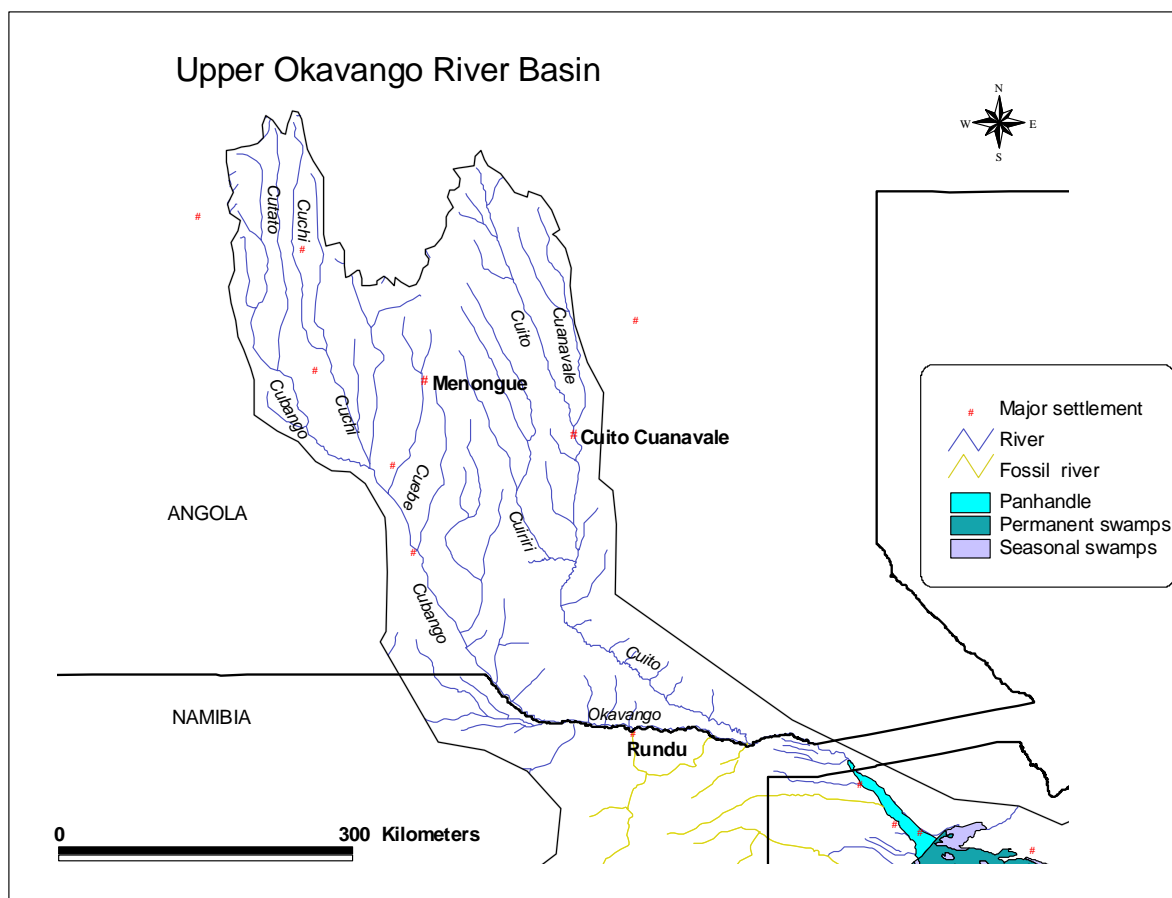 Upper Okavango River Basin
N
W
E
S
Cutato
Cuchi
Cuito
Cuanavale
Major settlement
River
Fossil river
Panhandle
Permanent swamps
Seasonal swamps
Cubango
Cuchi
Menongue
Cuito Cuanavale
Cuebe
Cuiriri
ANGOLA
Cubango
Cuito
NAMIBIA
Okavango
Rundu
0
300 Kilometers